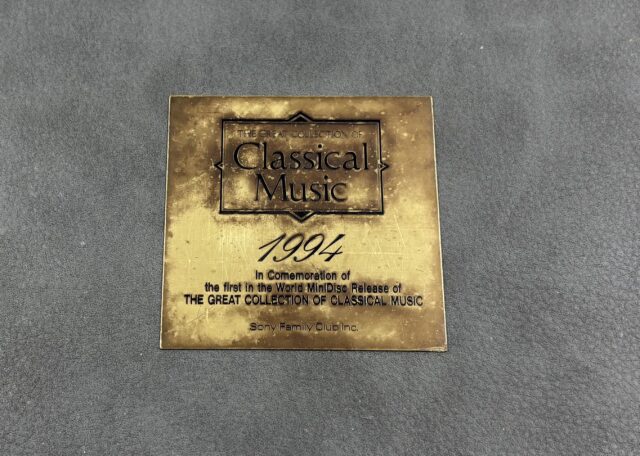 THE GREAT COLLECTION OF
Classical
Music
1994
In Comemoration of
the first in the World MiniDisc Release of
THE GREAT COLLECTION OF CLASSICAL MUSIC
Sony Family Club Inc.